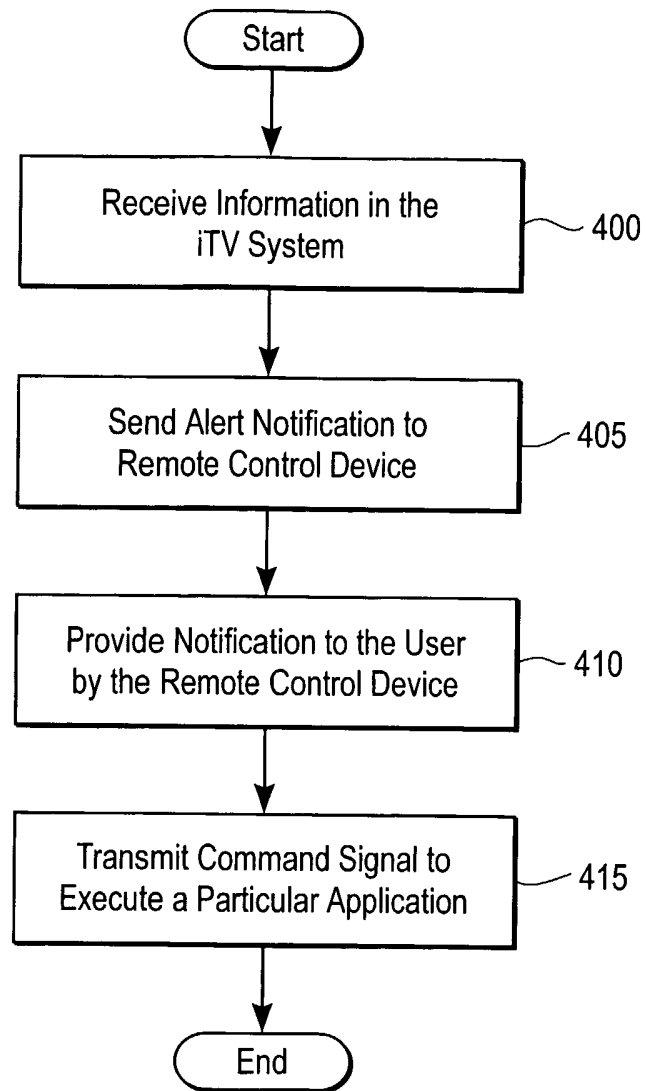 Start
Receive Information in the
iTV System
400
Send Alert Notification to
Remote Control Device
405
Provide Notification to the User
by the Remote Control Device
410
Transmit Command Signal to
Execute a Particular Application
415
End